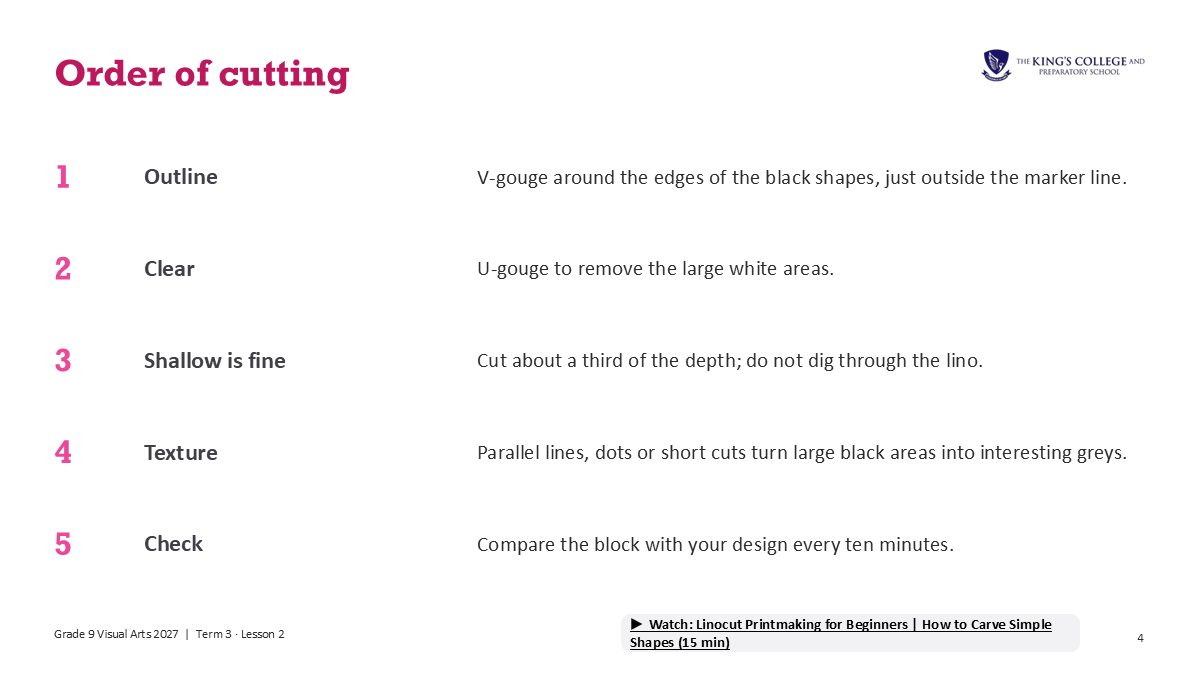 Order of cutting
THE KING'S COLLEGE AND
PREPARATORY SCHOOL
1 Outline V-gouge around the edges of the black shapes, just outside the marker line.
2 Clear U-gouge to remove the large white areas.
3 Shallow is fine Cut about a third of the depth; do not dig through the lino.
4 Texture Parallel lines, dots or short cuts turn large black areas into interesting greys.
5 Check Compare the block with your design every ten minutes.
Grade 9 Visual Arts 2027 | Term 3 · Lesson 2
▶ Watch: Linocut Printmaking for Beginners | How to Carve Simple
Shapes (15 min)
4